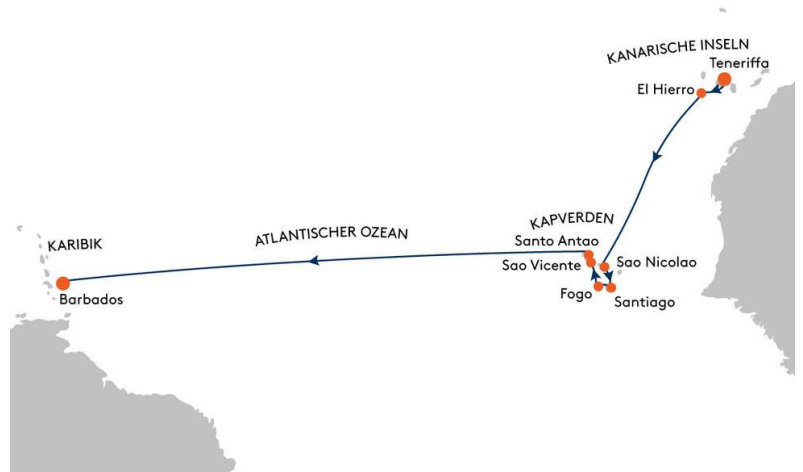 KANARISCHE INSELN
Teneriffa
El Hierro
KAPVERDEN
Santo Antao
Sao Vicente
Sao Nicolao
Fogo
Santiago
ATLANTISCHER OZEAN
KARIBIK
Barbados